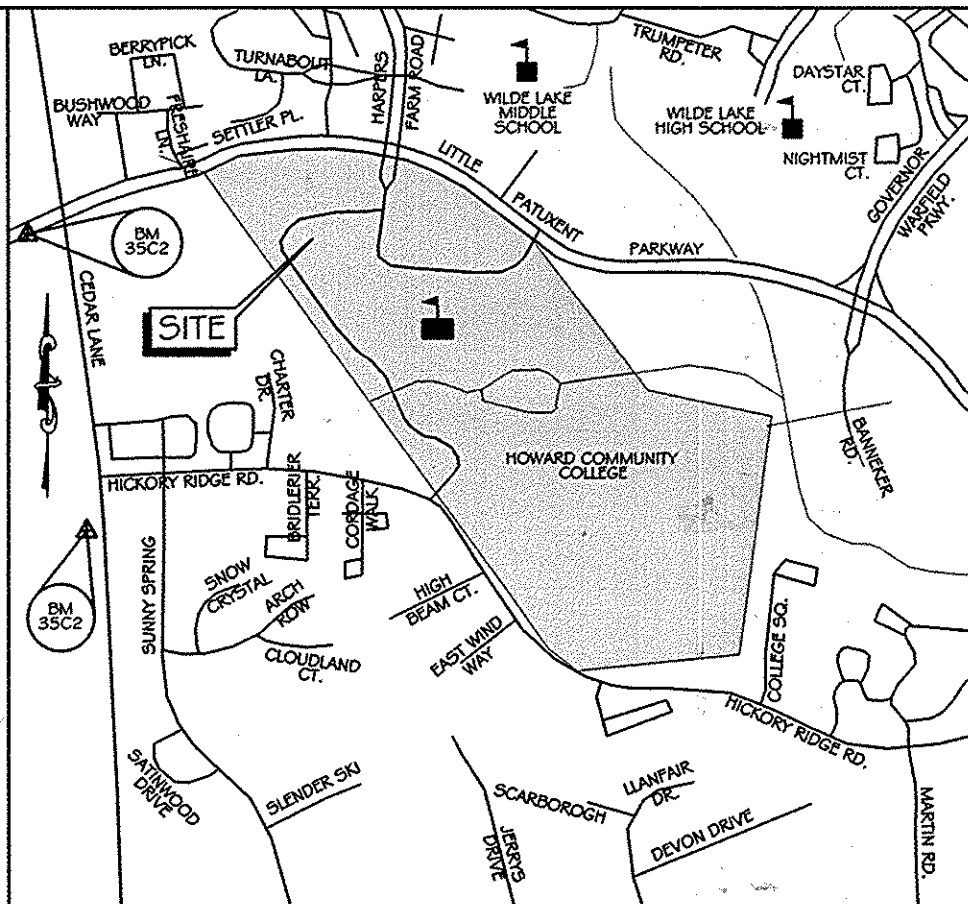 BERRYPICK
LN.
TURNABOUT
LA.
HARPERS
FARM ROAD
TRUMPETER
RD.
DAYSTAR
CT.
BUSHWOOD
WAY
FRESHAIRE
LN.
SETTLER PL.
WILDE LAKE
MIDDLE
SCHOOL
WILDE LAKE
HIGH SCHOOL
NIGHTMIST
CT.
GOVERNOR
WARFIELD
PKWY.
LITTLE
PATUXENT
PARKWAY
BM
35C2
CEDAR LANE
SITE
CHARTER
DR.
HOWARD COMMUNITY
COLLEGE
BANNEKER
RD.
HICKORY RIDGE RD.
BRIDLERIER
TERR.
CORDAGE
WALK
SUNNY SPRING
SNOW
CRYSTAL
ARCH
ROW
CLOUDLAND
CT.
HIGH
BEAM CT.
EAST WIND
WAY
BM
35C2
COLLEGE SQ.
HICKORY RIDGE RD.
SATINWOOD
DRIVE
SLENDER SKI
JERRYS
DRIVE
SCARBOROGH
LLANFAIR
DR.
DEVON DRIVE
MARTIN RD.